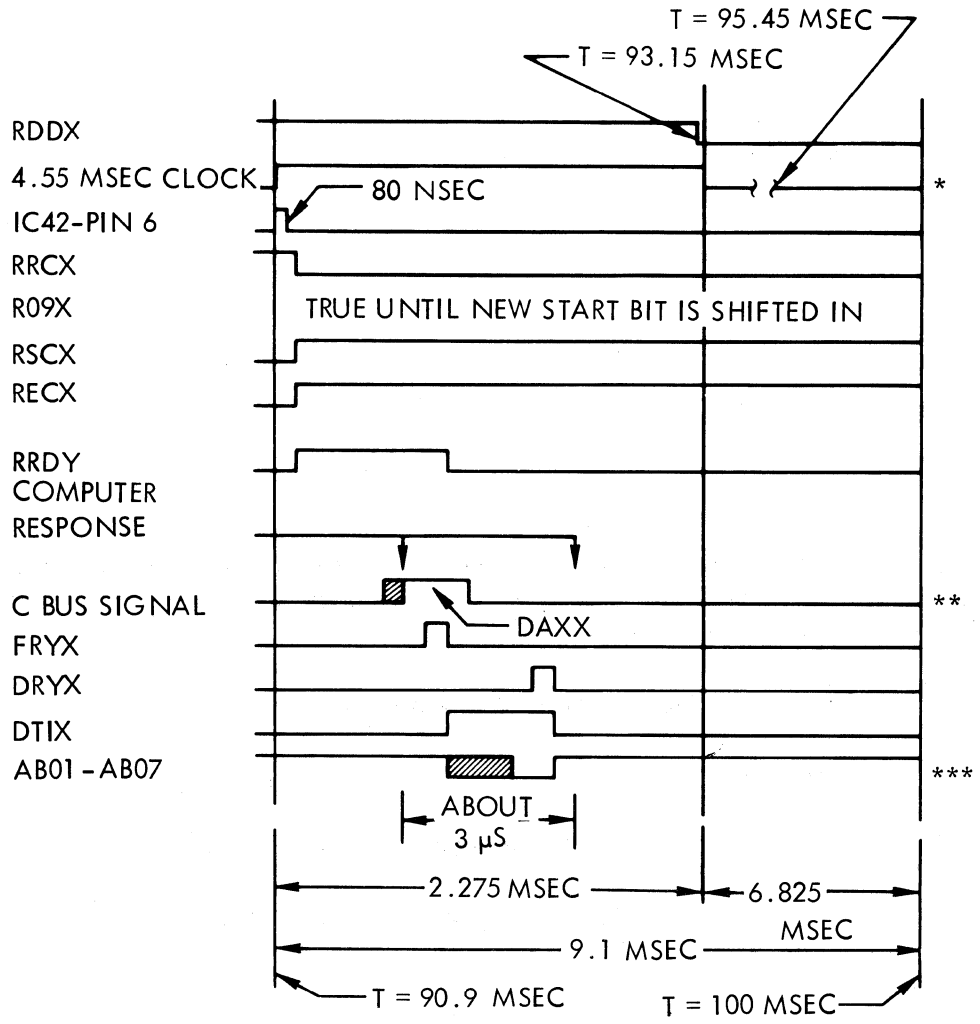 T = 95.45 MSEC
T = 93.15 MSEC
RDDX
4.55 MSEC CLOCK
*
80 NSEC
IC42-PIN 6
RRCX
R09X
TRUE UNTIL NEW START BIT IS SHIFTED IN
RSCX
RECX
RRDY
COMPUTER
RESPONSE
C BUS SIGNAL
**
DAXX
FRYX
DRYX
DTIX
AB01-AB07
***
ABOUT
3 μS
2.275 MSEC
6.825
MSEC
9.1 MSEC
T = 90.9 MSEC
T = 100 MSEC